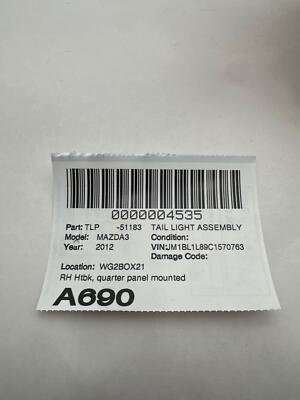 0000004535
Part: TLP -51183 TAIL LIGHT ASSEMBLY
Model: MAZDA3 Condition:
Year: 2012 VIN:JM1BL1L89C1570763
Damage Code:
Location: WG2BOX21
RH Htbk, quarter panel mounted
A690